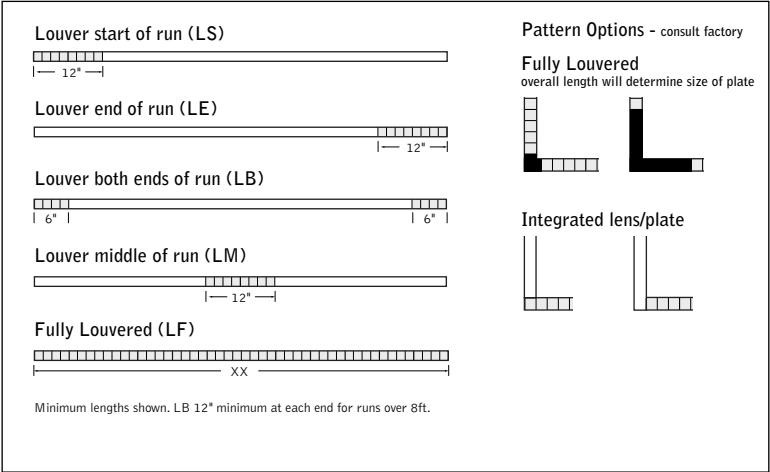 Louver start of run (LS)
12"
Louver end of run (LE)
12"
Louver both ends of run (LB)
6" 6"
Louver middle of run (LM)
12"
Fully Louvered (LF)
XX
Minimum lengths shown. LB 12" minimum at each end for runs over 8ft.
Pattern Options - consult factory
Fully Louvered
overall length will determine size of plate
Integrated lens/plate